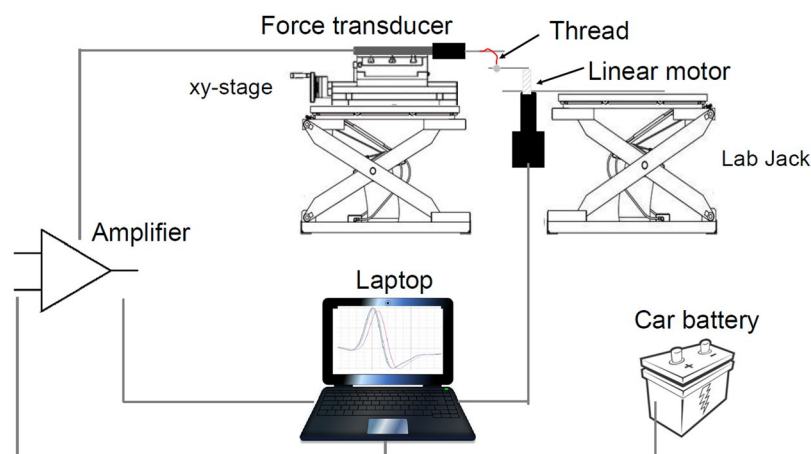 Force transducer
Thread
Linear motor
xy-stage
Lab Jack
Amplifier
Laptop
Car battery
+ -